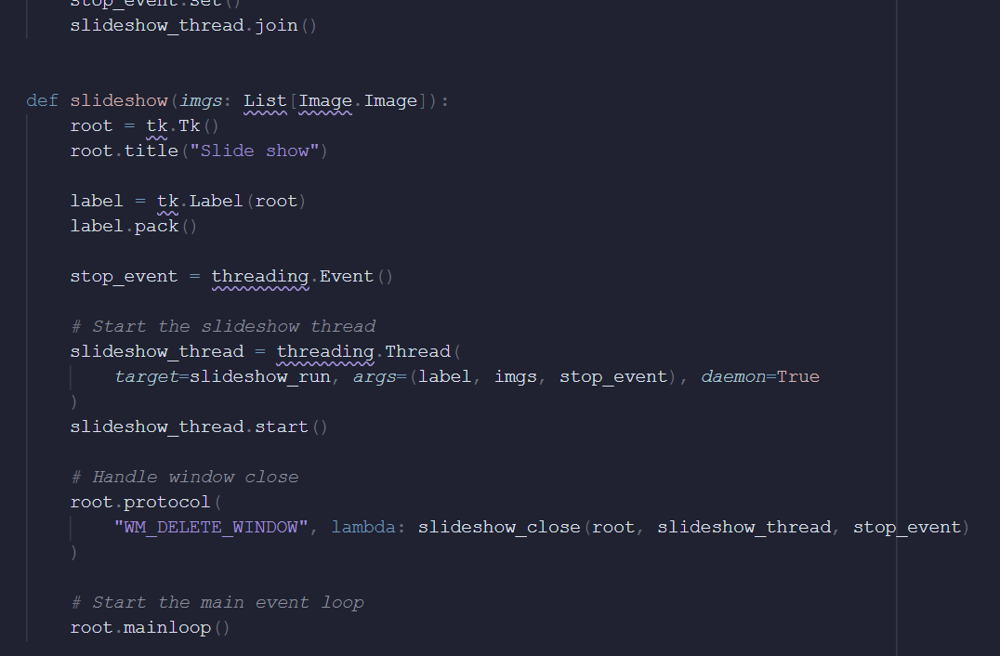 stop_event.set()
slideshow_thread.join()
def slideshow(imgs: List[Image.Image]):
root = tk.Tk()
root.title("Slide show")
label = tk.Label(root)
label.pack()
stop_event = threading.Event()
# Start the slideshow thread
slideshow_thread = threading.Thread(
target=slideshow_run, args=(label, imgs, stop_event), daemon=True
)
slideshow_thread.start()
# Handle window close
root.protocol(
"WM_DELETE_WINDOW", lambda: slideshow_close(root, slideshow_thread, stop_event)
)
# Start the main event loop
root.mainloop()